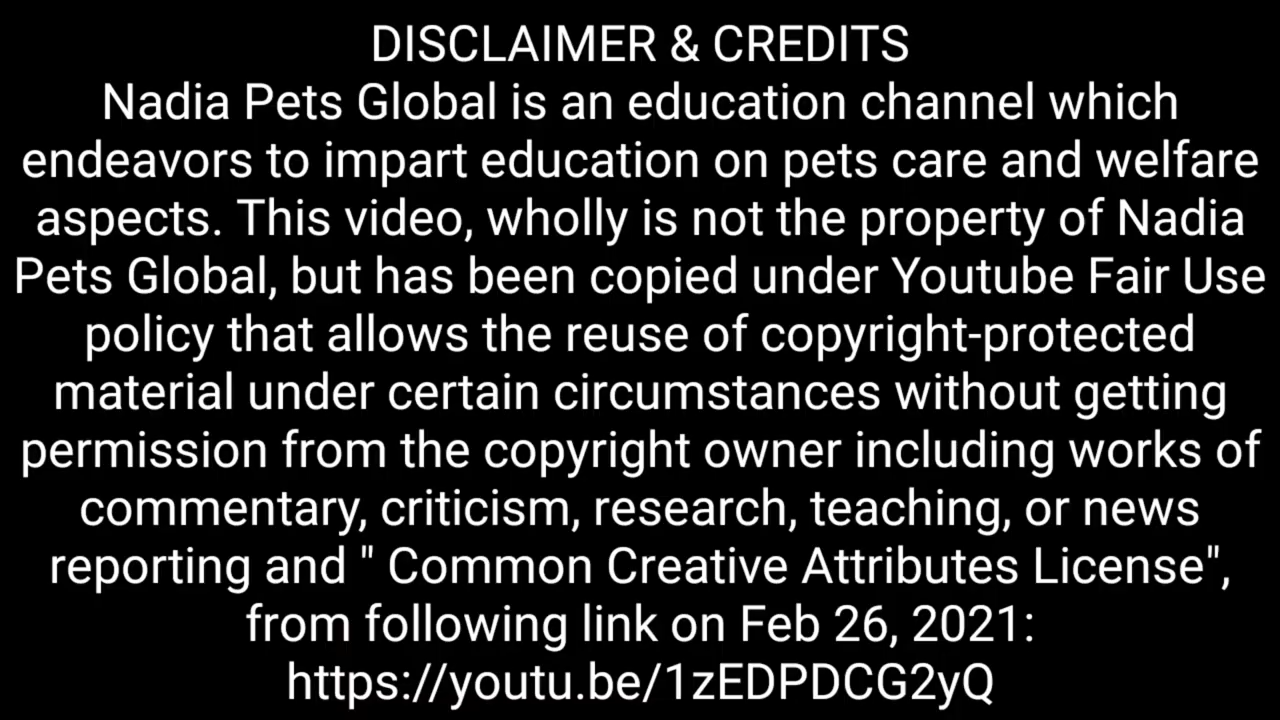 DISCLAIMER & CREDITS
Nadia Pets Global is an education channel which
endeavors to impart education on pets care and welfare
aspects. This video, wholly is not the property of Nadia
Pets Global, but has been copied under Youtube Fair Use
policy that allows the reuse of copyright-protected
material under certain circumstances without getting
permission from the copyright owner including works of
commentary, criticism, research, teaching, or news
reporting and " Common Creative Attributes License",
from following link on Feb 26, 2021:
https://youtu.be/1zEDPDCG2yQ